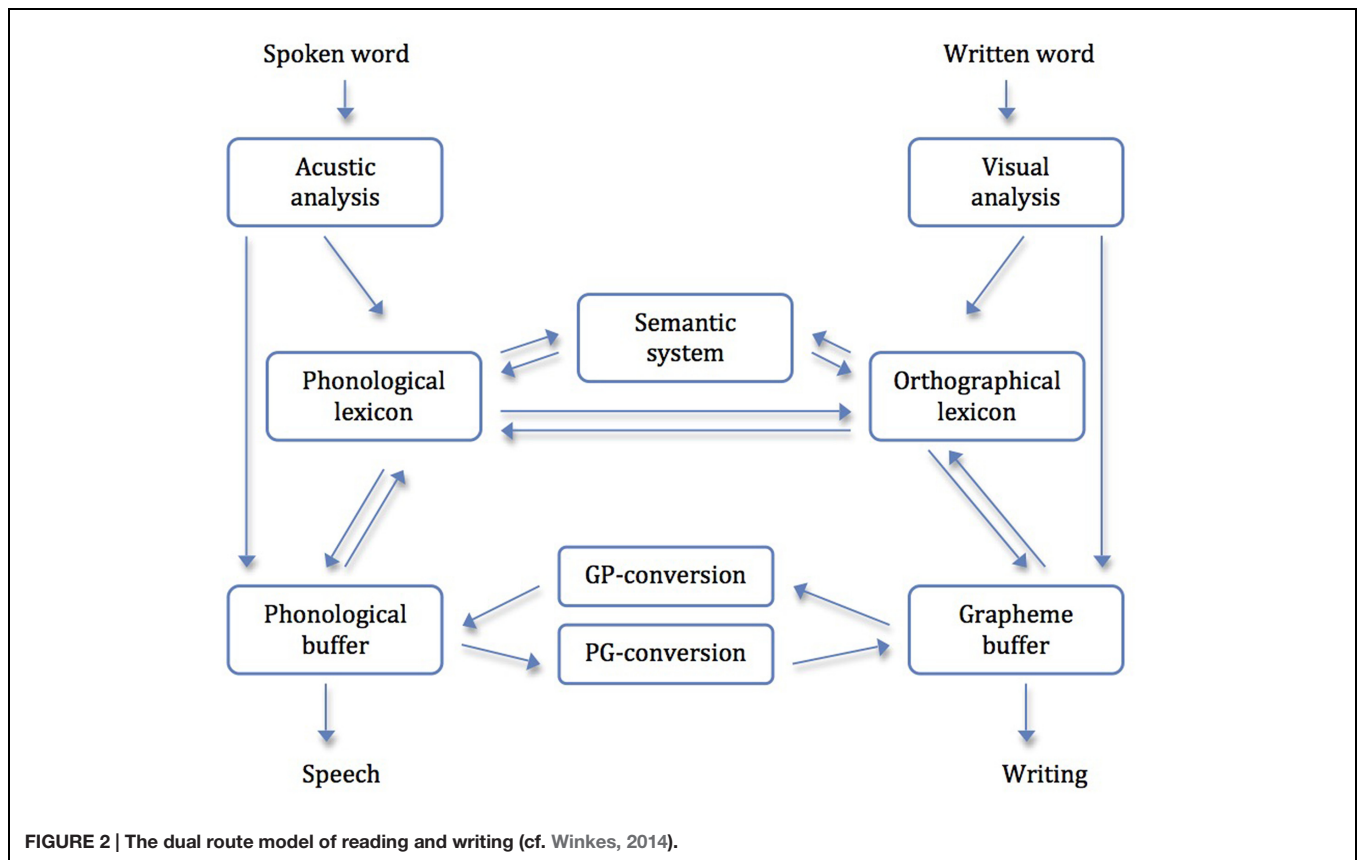 Spoken word
Written word
Acustic
analysis
Visual
analysis
Semantic
system
Phonological
lexicon
Orthographical
lexicon
GP-conversion
Phonological
buffer
PG-conversion
Grapheme
buffer
Speech
Writing
FIGURE 2 | The dual route model of reading and writing (cf. Winkes, 2014).